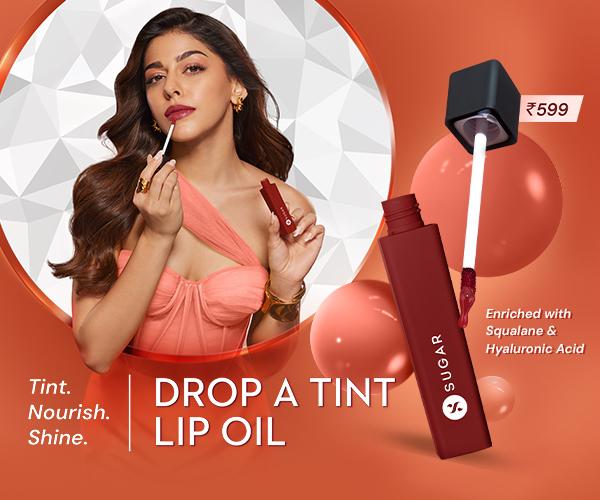 ₹599
Enriched with
Squalane &
Hyaluronic Acid
SUGAR
Tint.
Nourish.
Shine.
DROP A TINT
LIP OIL